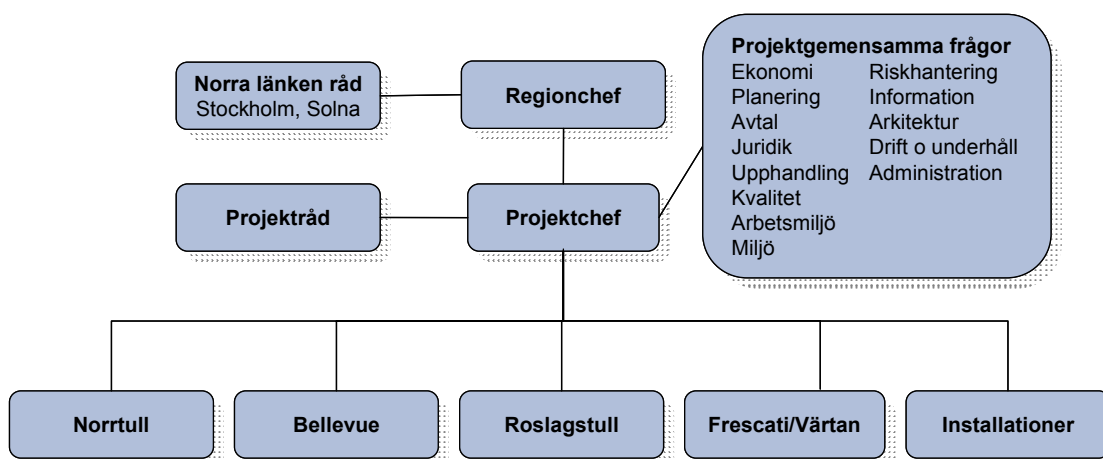 Norra länken råd
Stockholm, Solna
Regionchef
Projektgemensamma frågor
Ekonomi
Planering
Avtal
Juridik
Upphandling
Kvalitet
Arbetsmiljö
Miljö
Riskhantering
Information
Arkitektur
Drift o underhåll
Administration
Projektråd
Projektchef
Norrtull
Bellevue
Roslagstull
Frescati/Värtan
Installationer